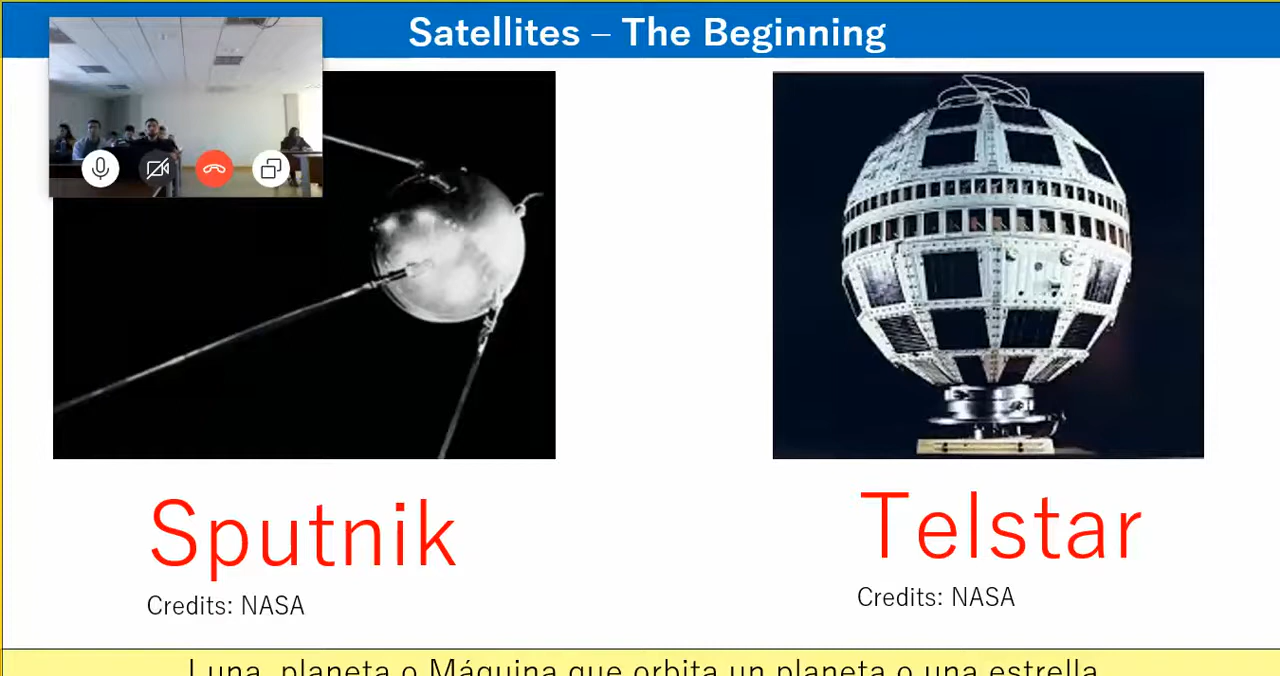 Satellites – The Beginning
Sputnik
Credits: NASA
Telstar
Credits: NASA
Luna, planeta o Máquina que orbita un planeta o una estrella